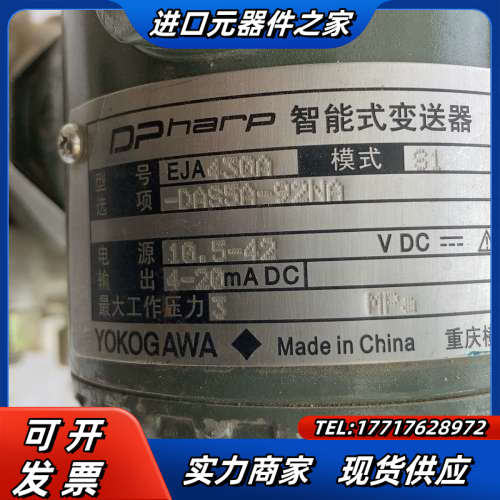 进口元器件之家
DPharp 智能式变送器
型号 EJA430A 模式 S1
选项 -DAS5A-92NA
电源 10.5-42 V DC
输出 4-20mA DC
最大工作压力 3 MPa
YOKOGAWA Made in China 重庆
TEL:17717628972
可开发票
实力商家 现货供应